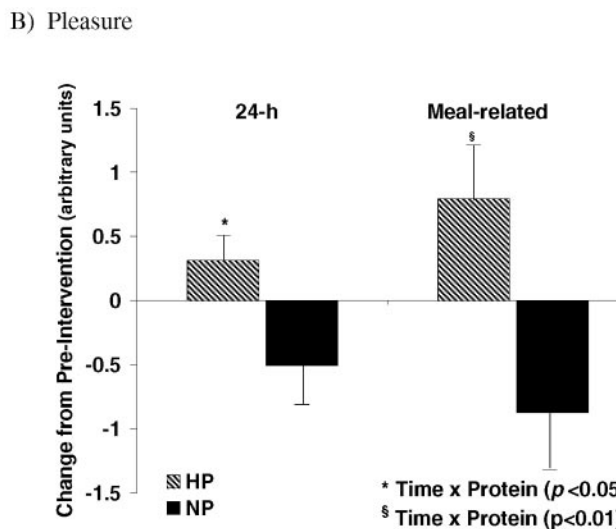 B) Pleasure
Change from Pre-Intervention (arbitrary units)
1.5
1
0.5
0
-0.5
-1
-1.5
24-h
Meal-related
*
§
HP
NP
* Time x Protein (p<0.05
§ Time x Protein (p<0.01